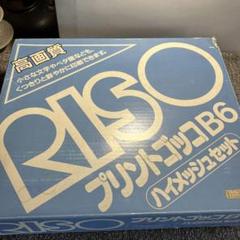 高画質
小さな文字やベタ面なども、
くっきりと鮮やかに印刷できます。
RISO
プリントゴッコB6
ハイメッシュセット